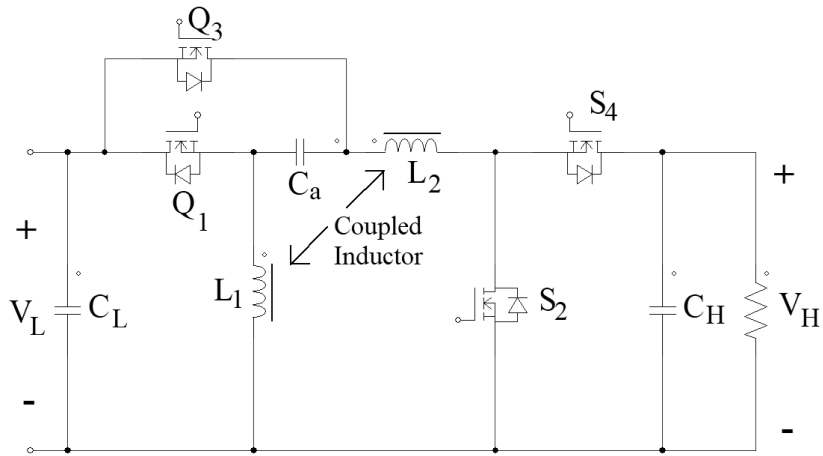 Q3
S4
Q1
Ca
L2
Coupled
Inductor
+
+
L1
S2
VL
CL
CH
VH
-
-